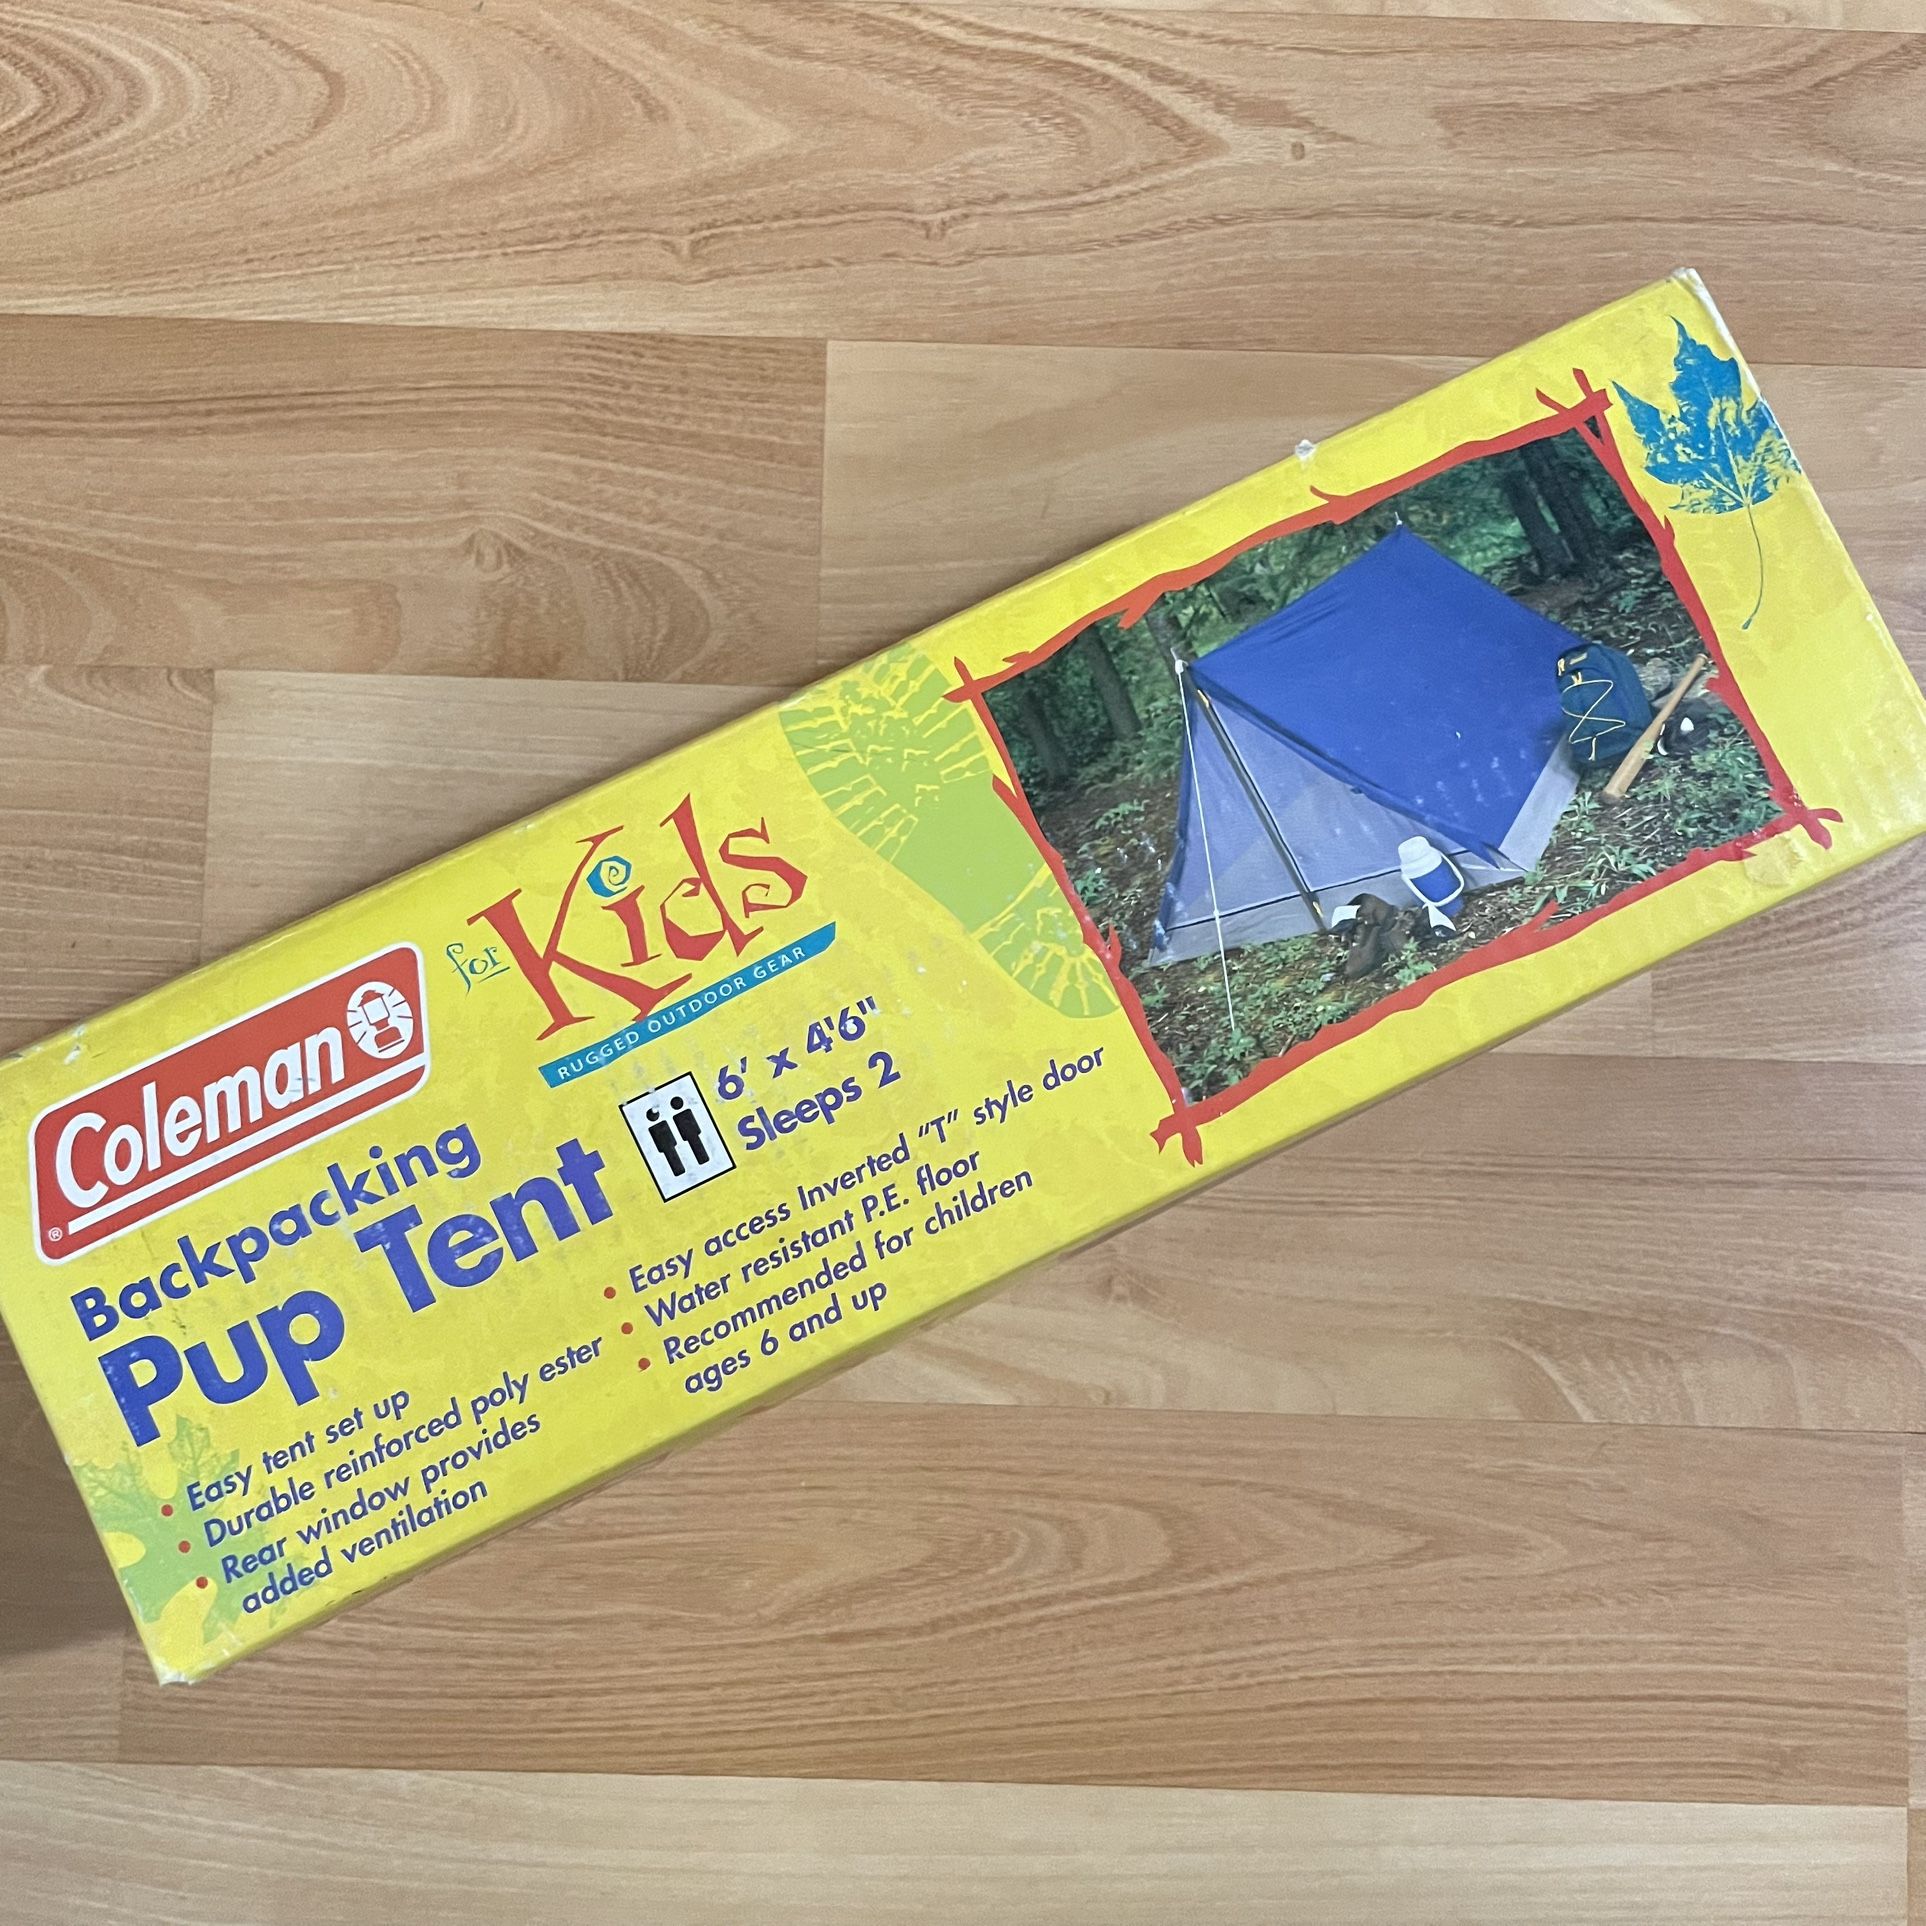 Coleman
®
for Kids
RUGGED OUTDOOR GEAR
Backpacking
Pup Tent
6' x 4'6"
Sleeps 2
• Easy tent set up
• Durable reinforced poly ester
• Rear window provides
added ventilation
• Easy access Inverted "T" style door
• Water resistant P.E. floor
• Recommended for children
ages 6 and up